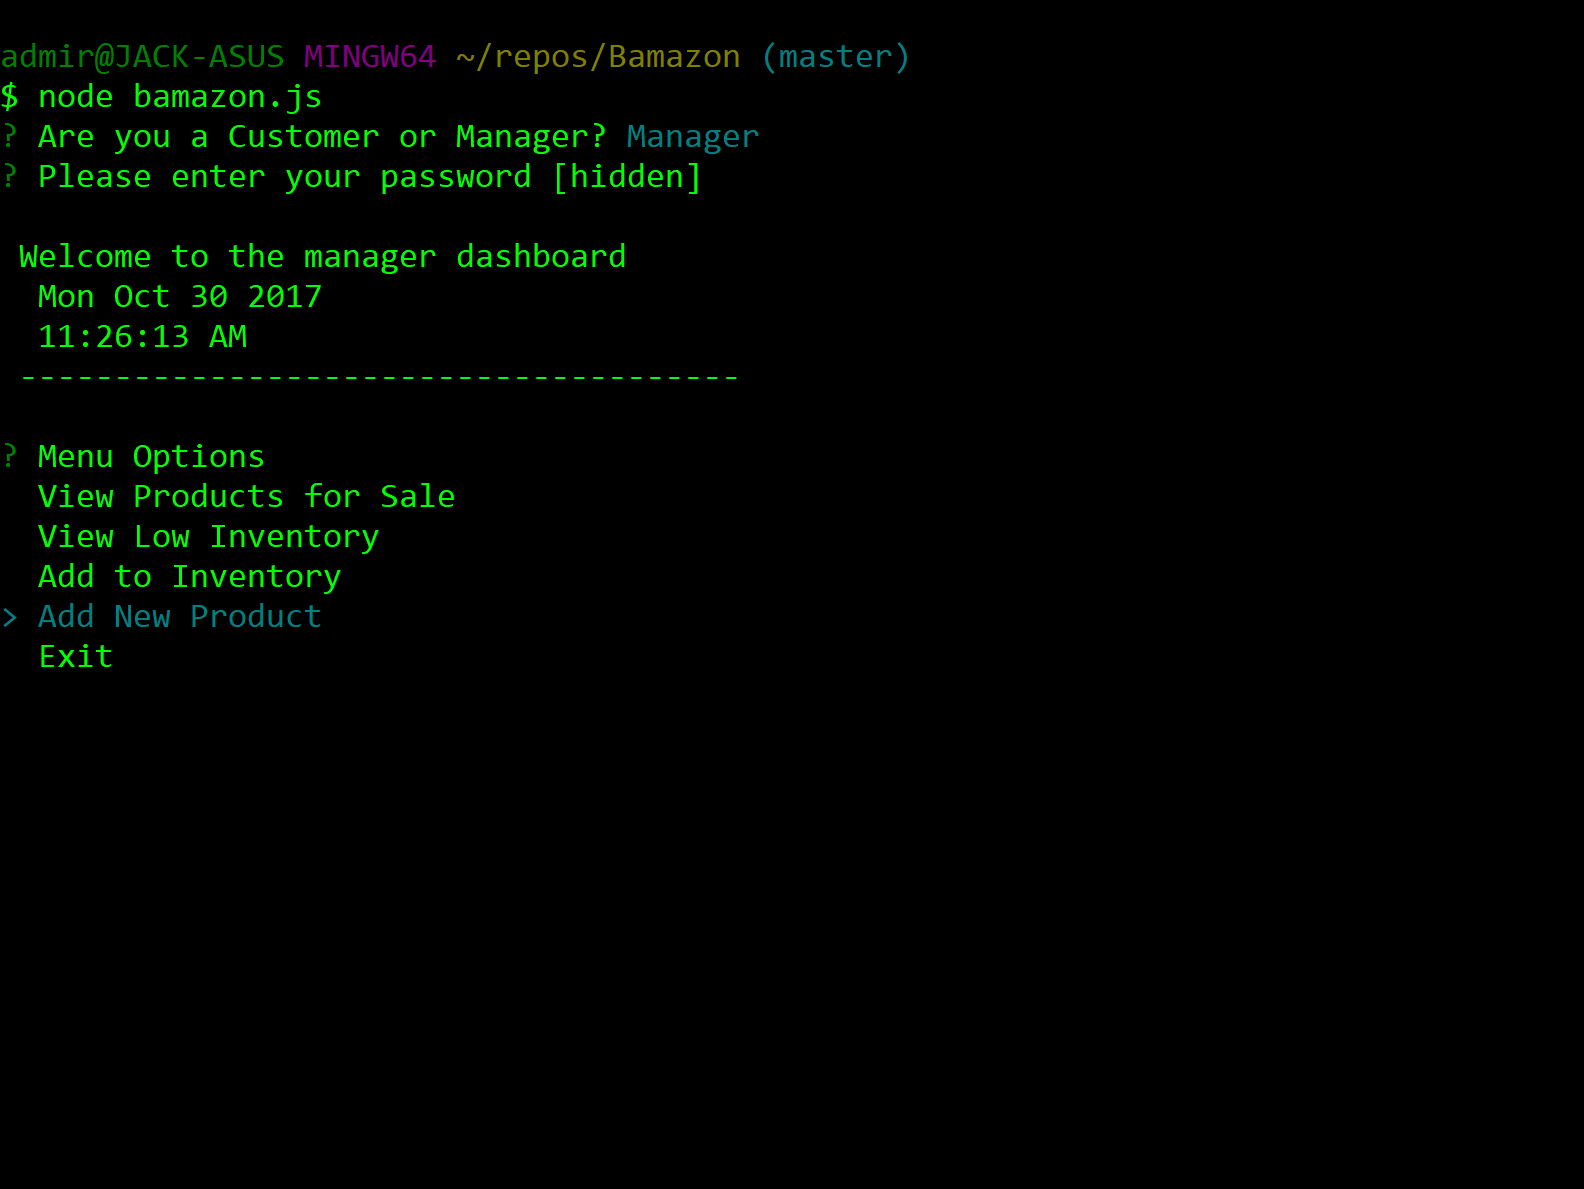 admir@JACK-ASUS MINGW64 ~/repos/Bamazon (master)
$ node bamazon.js
? Are you a Customer or Manager? Manager
? Please enter your password [hidden]
Welcome to the manager dashboard
Mon Oct 30 2017
11:26:13 AM
--------------------------------------
? Menu Options
View Products for Sale
View Low Inventory
Add to Inventory
> Add New Product
Exit